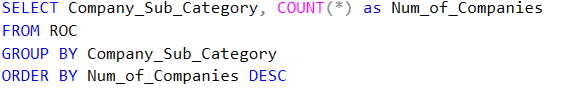 SELECT Company_Sub_Category, COUNT(*) as Num_of_Companies
FROM ROC
GROUP BY Company_Sub_Category
ORDER BY Num_of_Companies DESC